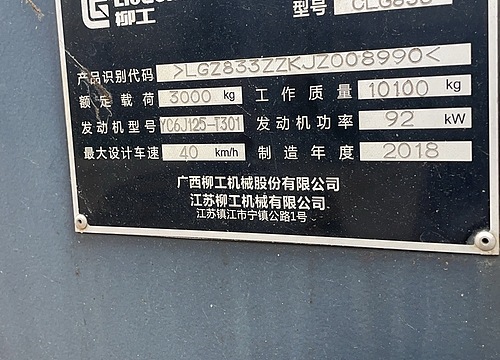 柳工 型号
产品识别代码 >LGZ833ZZKJZ008990<
额定载荷 3000 kg 工作质量 10100 kg
发动机型号 YC6J125-T301 发动机功率 92 kW
最大设计车速 40 km/h 制造年度 2018
广西柳工机械股份有限公司
江苏柳工机械有限公司
江苏镇江市宁镇公路1号